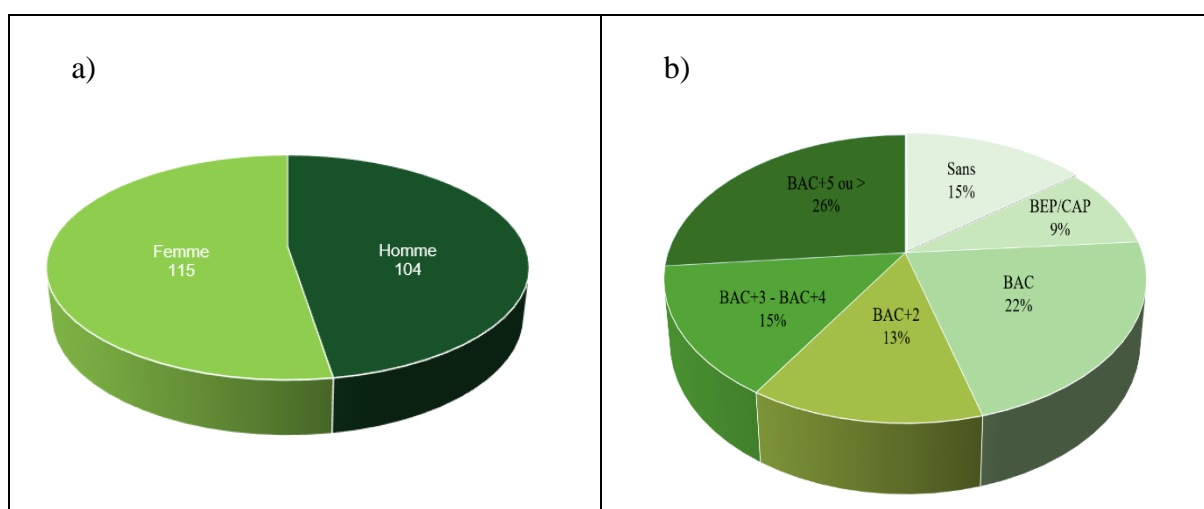 a)
Femme
115
Homme
104
b)
Sans
15%
BEP/CAP
9%
BAC
22%
BAC+2
13%
BAC+3 - BAC+4
15%
BAC+5 ou >
26%